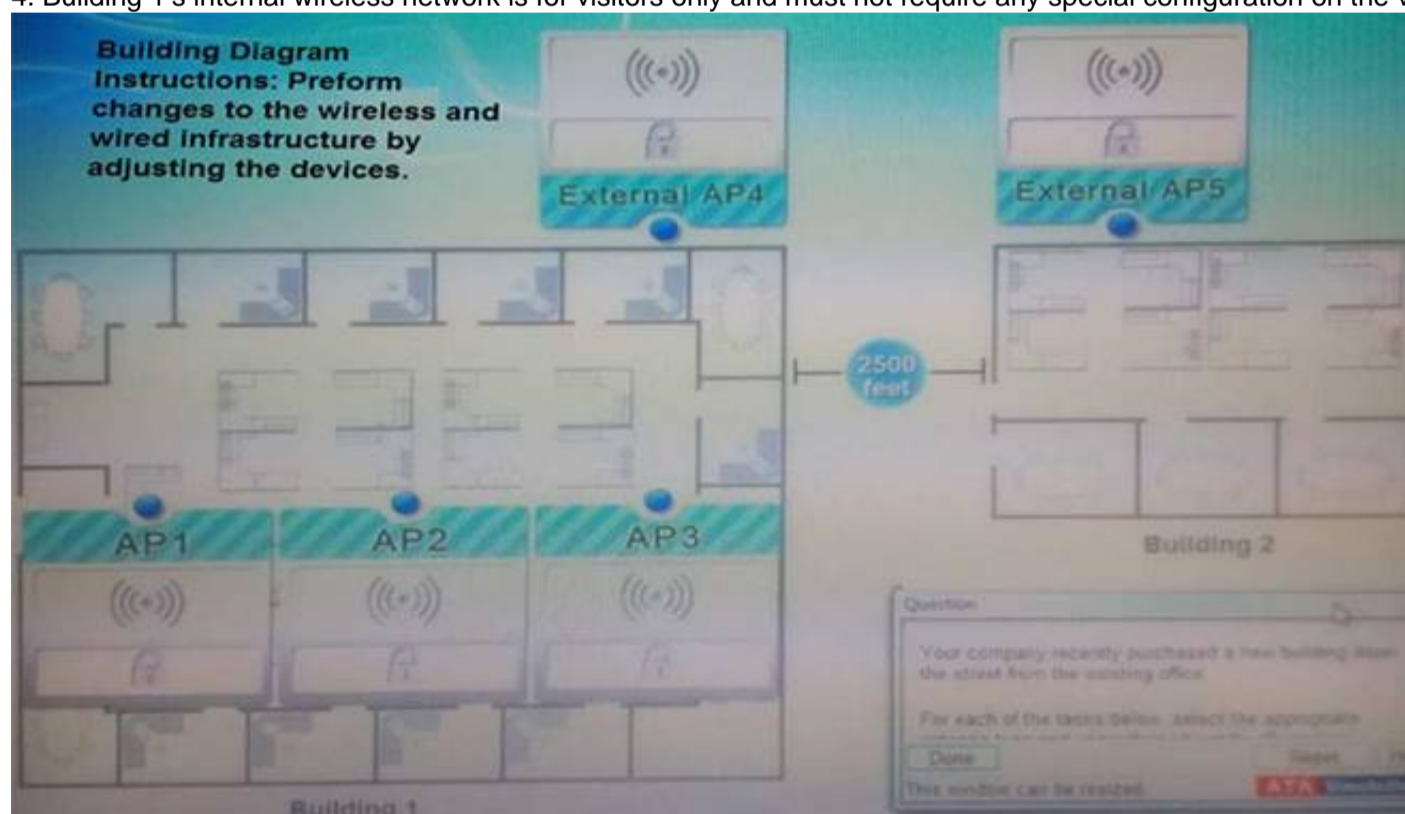 4. Building 1's internal wireless network is for visitors only and must not require any special configuration on the
Building Diagram
Instructions: Preform
changes to the wireless and
wired infrastructure by
adjusting the devices.
External AP4
External AP5
2500
feet
AP1
AP2
AP3
Building 2
Question
Your company recently purchased a new building down
the street from the existing office.
For each of the tasks below, select the appropriate
Done
Reset
This window can be resized.
ATA
Building 1